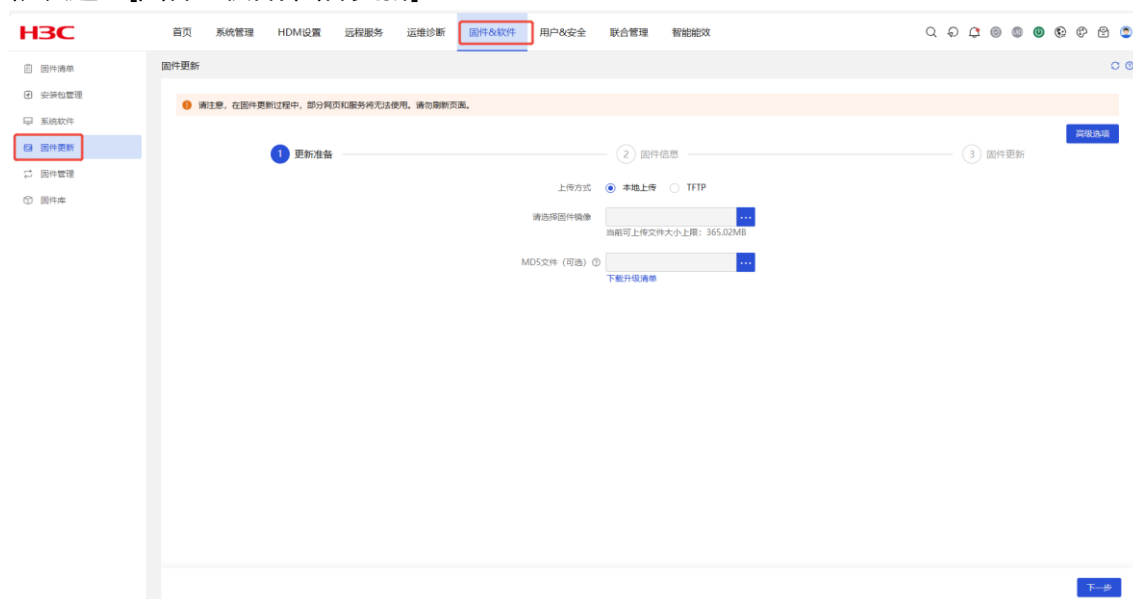 H3C
首页 系统管理 HDM设置 远程服务 运维诊断 固件&软件 用户&安全 联合管理 智能能效
固件清单
安装包管理
系统软件
固件更新
固件管理
固件库
固件更新
请注意，在固件更新过程中，部分网页和服务将无法使用。请勿刷新页面。
高级选项
1 更新准备 2 固件信息 3 固件更新
上传方式 本地上传 TFTP
请选择固件镜像 ...
当前可上传文件大小上限：365.02MB
MD5文件（可选） ...
下载升级清单
下一步